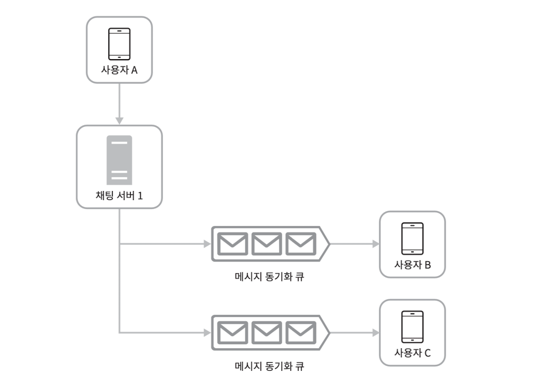 사용자 A
채팅 서버 1
메시지 동기화 큐
사용자 B
메시지 동기화 큐
사용자 C